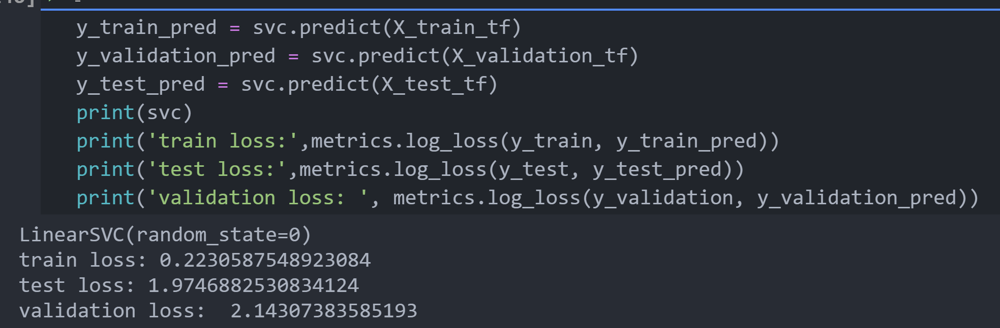 y_train_pred = svc.predict(X_train_tf)
y_validation_pred = svc.predict(X_validation_tf)
y_test_pred = svc.predict(X_test_tf)
print(svc)
print('train loss:',metrics.log_loss(y_train, y_train_pred))
print('test loss:',metrics.log_loss(y_test, y_test_pred))
print('validation loss: ', metrics.log_loss(y_validation, y_validation_pred))
LinearSVC(random_state=0)
train loss: 0.2230587548923084
test loss: 1.9746882530834124
validation loss:  2.14307383585193